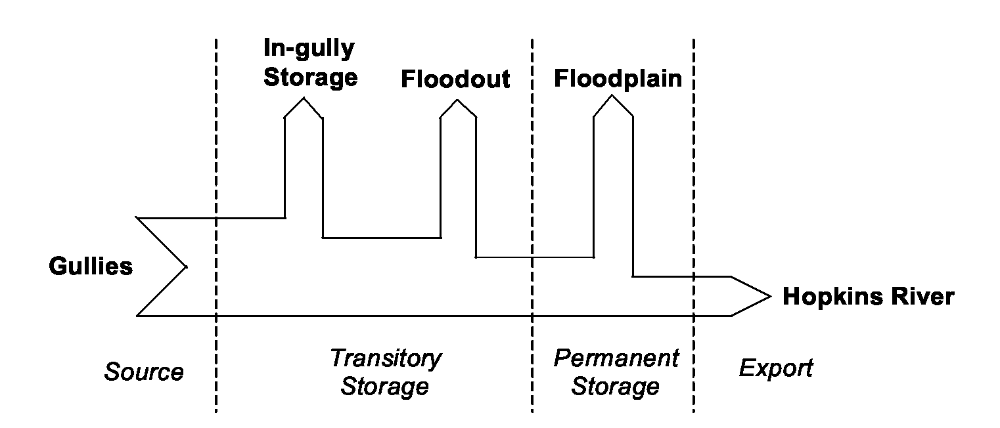 In-gully
Storage
Floodout
Floodplain
Gullies
Hopkins River
Source
Transitory
Storage
Permanent
Storage
Export